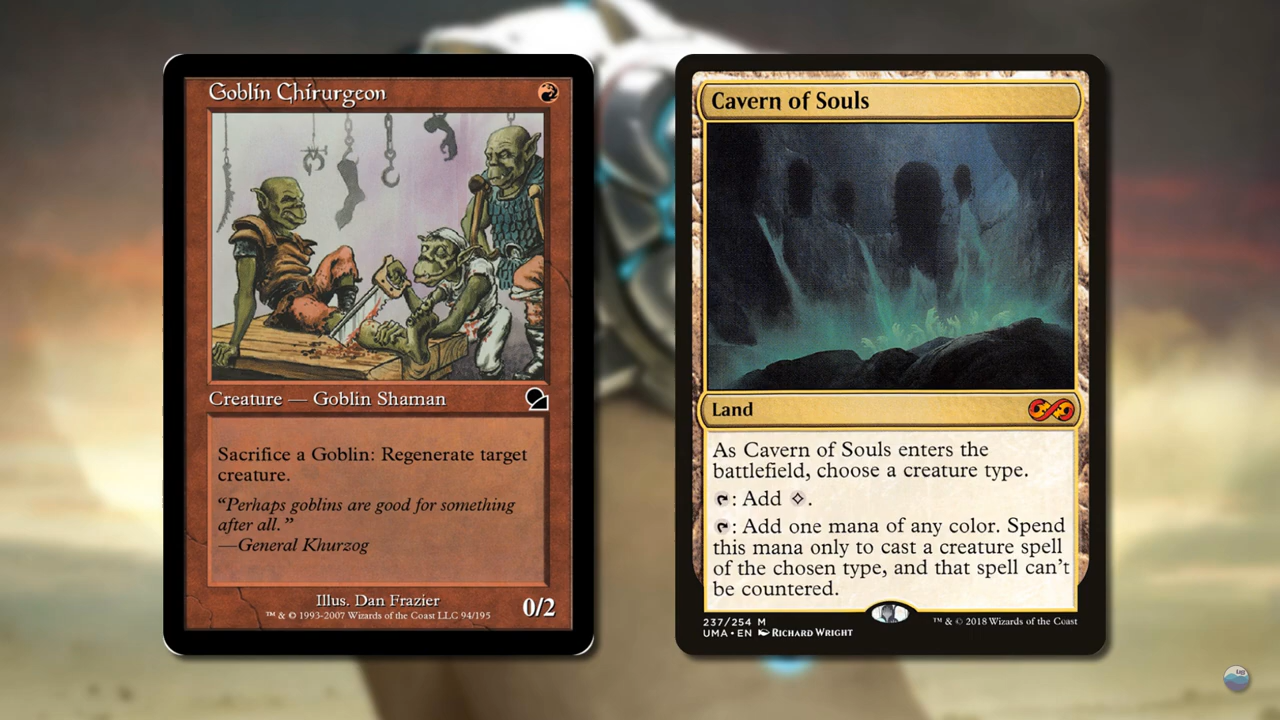 Goblin Chirurgeon
Creature — Goblin Shaman
Sacrifice a Goblin: Regenerate target
creature.
“Perhaps goblins are good for something
after all.”
—General Khurzog
Illus. Dan Frazier
™ & © 1993-2007 Wizards of the Coast LLC 94/195
0/2
Cavern of Souls
Land
As Cavern of Souls enters the
battlefield, choose a creature type.
: Add .
: Add one mana of any color. Spend
this mana only to cast a creature spell
of the chosen type, and that spell can’t
be countered.
237/254 M
UMA • EN RICHARD WRIGHT
™ & © 2018 Wizards of the Coast